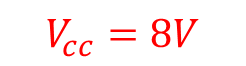 V_cc = 8V